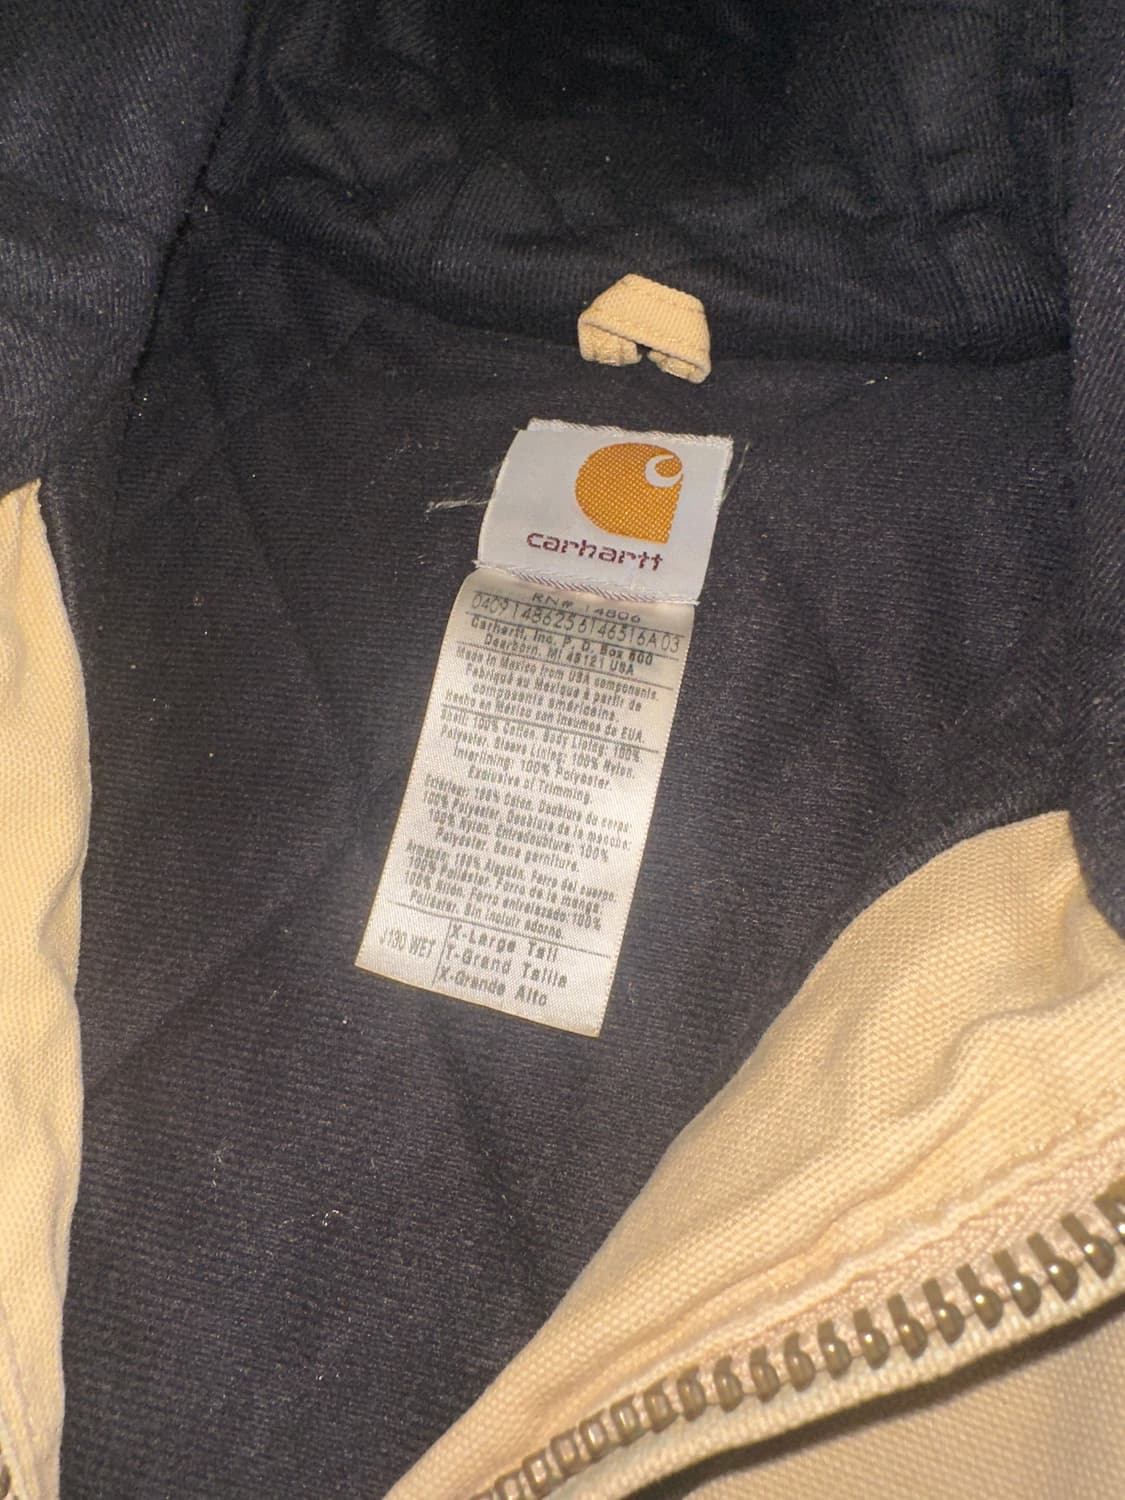 carhartt
RN# 14806
04091486256146516A03
Carhartt, Inc. P. O. Box 600
Dearborn, MI 48121 USA
Made in Mexico from USA components.
Fabriqué au Mexique à partir de
composants américains.
Hecho en México con insumos de EUA
Shell: 100% Cotton. Body Lining: 100%
Polyester. Sleeve Lining: 100% Nylon.
Interlining: 100% Polyester.
Exclusive of Trimming.
Extérieur: 100% Coton. Doublure du corps:
100% Polyester. Doublure de la manche:
100% Nylon. Entredoublure: 100%
Polyester. Sans garniture.
Armazón: 100% Algodón. Forro del cuerpo:
100% Poliéster. Forro de la manga:
100% Nilón. Forro entrelazado: 100%
Poliéster. Sin incluir adorno.
J130 WET
X-Large Tall
T-Grand Taille
X-Grande Alto